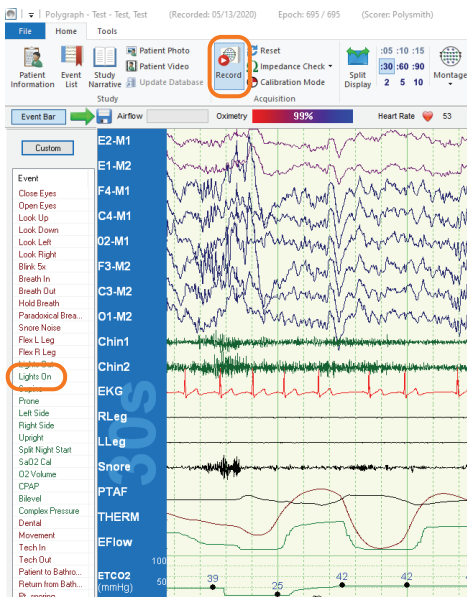 Polygraph - Test - Test, Test (Recorded: 05/13/2020) Epoch: 695 / 695 (Scorer: Polysmith)
File Home Tools
Patient Information
Event List
Study Narrative
Patient Photo
Patient Video
Update Database
Study
Record
Reset
Impedance Check
Calibration Mode
Acquisition
Split Display
:05 :10 :15
:30 :60 :90
2 5 10
Montage
Event Bar Airflow Oximetry 99% Heart Rate 53
Custom
Event
Close Eyes
Open Eyes
Look Up
Look Down
Look Left
Look Right
Blink 5x
Breath In
Breath Out
Hold Breath
Paradoxical Brea...
Snore Noise
Flex L Leg
Flex R Leg
Lights Out
Lights On
Supine
Prone
Left Side
Right Side
Upright
Split Night Start
SaO2 Cal
O2 Volume
CPAP
Bilevel
Complex Pressure
Dental
Movement
Tech In
Tech Out
Patient to Bathro...
Return from Bath...
E2-M1
E1-M2
F4-M1
C4-M1
02-M1
F3-M2
C3-M2
O1-M2
Chin1
Chin2
EKG
RLeg
LLeg
Snore
30s
PTAF
THERM
EFlow
100
ETCO2
(mmHg)
50
39
25
42
42